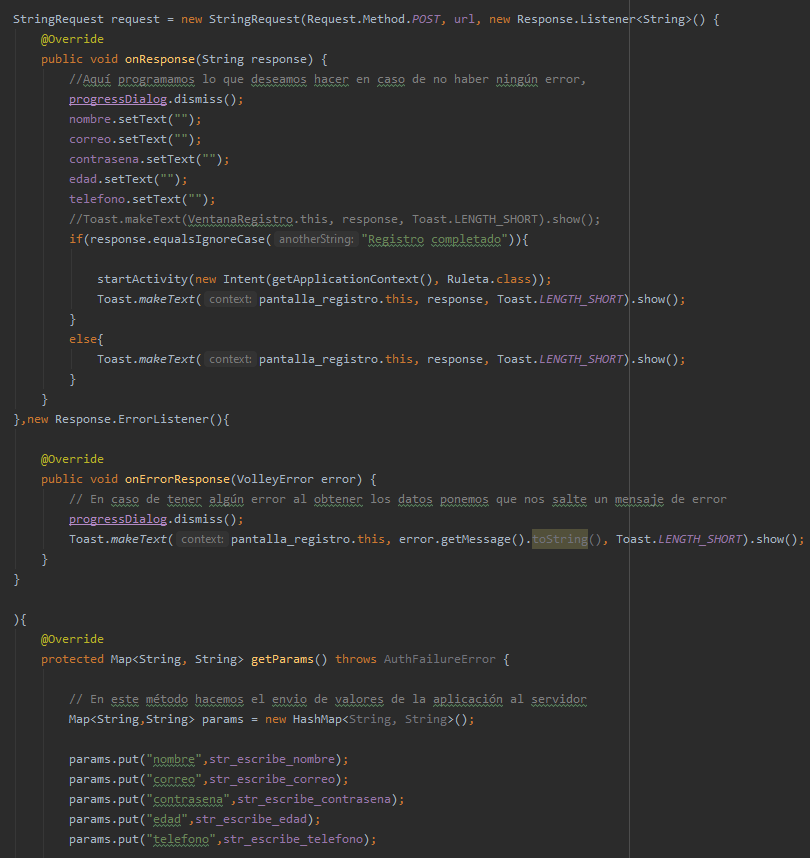 StringRequest request = new StringRequest(Request.Method.POST, url, new Response.Listener<String>() {
@Override
public void onResponse(String response) {
//Aquí programamos lo que deseamos hacer en caso de no haber ningún error,
progressDialog.dismiss();
nombre.setText("");
correo.setText("");
contrasena.setText("");
edad.setText("");
telefono.setText("");
//Toast.makeText(VentanaRegistro.this, response, Toast.LENGTH_SHORT).show();
if(response.equalsIgnoreCase( anotherString: "Registro completado")){
startActivity(new Intent(getApplicationContext(), Ruleta.class));
Toast.makeText( context: pantalla_registro.this, response, Toast.LENGTH_SHORT).show();
}
else{
Toast.makeText( context: pantalla_registro.this, response, Toast.LENGTH_SHORT).show();
}
}
},new Response.ErrorListener(){
@Override
public void onErrorResponse(VolleyError error) {
// En caso de tener algún error al obtener los datos ponemos que nos salte un mensaje de error
progressDialog.dismiss();
Toast.makeText( context: pantalla_registro.this, error.getMessage().toString(), Toast.LENGTH_SHORT).show();
}
}
){
@Override
protected Map<String, String> getParams() throws AuthFailureError {
// En este método hacemos el envio de valores de la aplicación al servidor
Map<String,String> params = new HashMap<String, String>();
params.put("nombre",str_escribe_nombre);
params.put("correo",str_escribe_correo);
params.put("contrasena",str_escribe_contrasena);
params.put("edad",str_escribe_edad);
params.put("telefono",str_escribe_telefono);